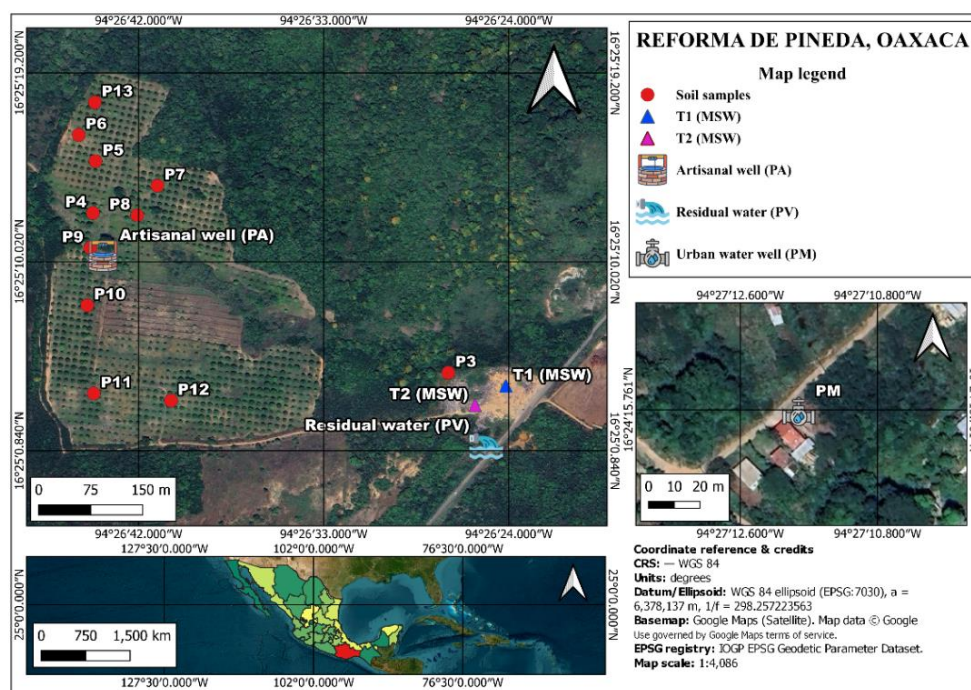 94°26'42.000"W
94°26'33.000"W
94°26'24.000"W
16°25'19.200"N
16°25'19.200"N
P13
P6
P5
P7
P4
P8
P9
Artisanal well (PA)
16°25'10.020"N
16°25'10.020"N
P10
P3
P11
P12
T1 (MSW)
T2 (MSW)
Residual water (PV)
16°25'0.840"N
16°25'0.840"N
0 75 150 m
94°26'42.000"W
94°26'33.000"W
94°26'24.000"W
REFORMA DE PINEDA, OAXACA
Map legend
Soil samples
T1 (MSW)
T2 (MSW)
Artisanal well (PA)
Residual water (PV)
Urban water well (PM)
94°27'12.600"W
94°27'10.800"W
16°24'15.761"N
PM
0 10 20 m
94°27'12.600"W
94°27'10.800"W
127°30'0.000"W
102°0'0.000"W
76°30'0.000"W
25°0'0.000"N
25°0'0.000"N
0 750 1,500 km
127°30'0.000"W
102°0'0.000"W
76°30'0.000"W
Coordinate reference & credits
CRS: — WGS 84
Units: degrees
Datum/Ellipsoid: WGS 84 ellipsoid (EPSG:7030), a =
6,378,137 m, 1/f = 298.257223563
Basemap: Google Maps (Satellite). Map data © Google
Use governed by Google Maps terms of service.
EPSG registry: IOGP EPSG Geodetic Parameter Dataset.
Map scale: 1:4,086